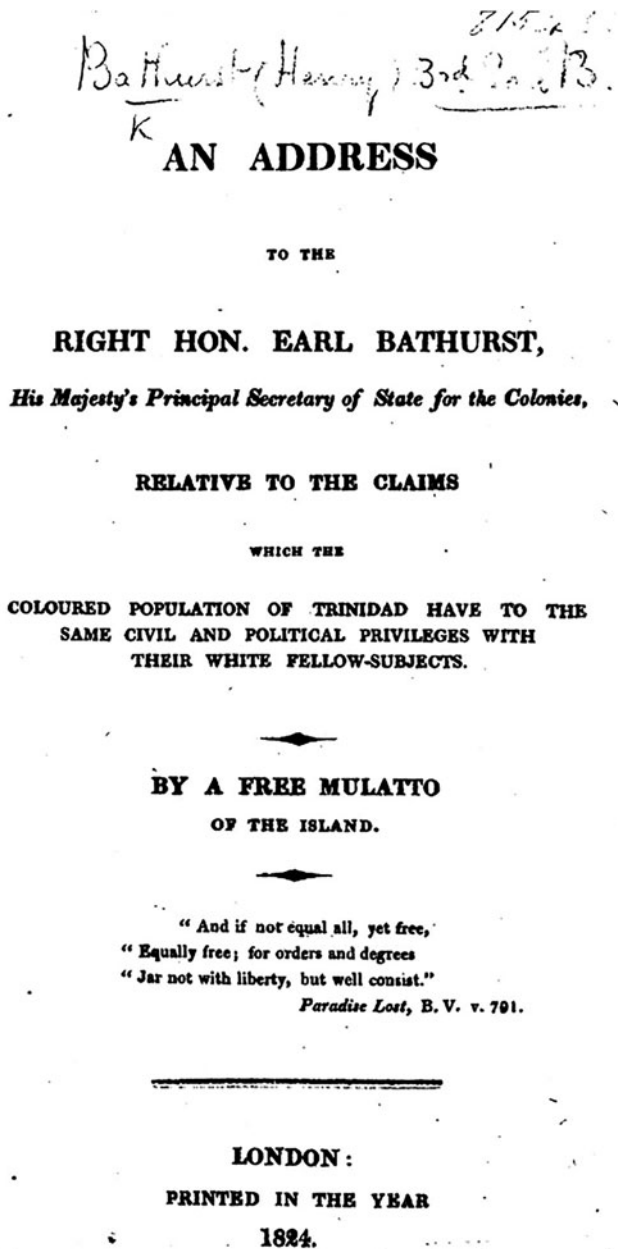 Bathurst (Henry) 3rd B.
K
AN ADDRESS
TO THE
RIGHT HON. EARL BATHURST,
His Majesty's Principal Secretary of State for the Colonies,
RELATIVE TO THE CLAIMS
WHICH THE
COLOURED POPULATION OF TRINIDAD HAVE TO THE
SAME CIVIL AND POLITICAL PRIVILEGES WITH
THEIR WHITE FELLOW-SUBJECTS.
BY A FREE MULATTO
OF THE ISLAND.
“ And if not equal all, yet free,
“ Equally free; for orders and degrees
“ Jar not with liberty, but well consist.”
Paradise Lost, B. V. v. 791.
LONDON:
PRINTED IN THE YEAR
1824.